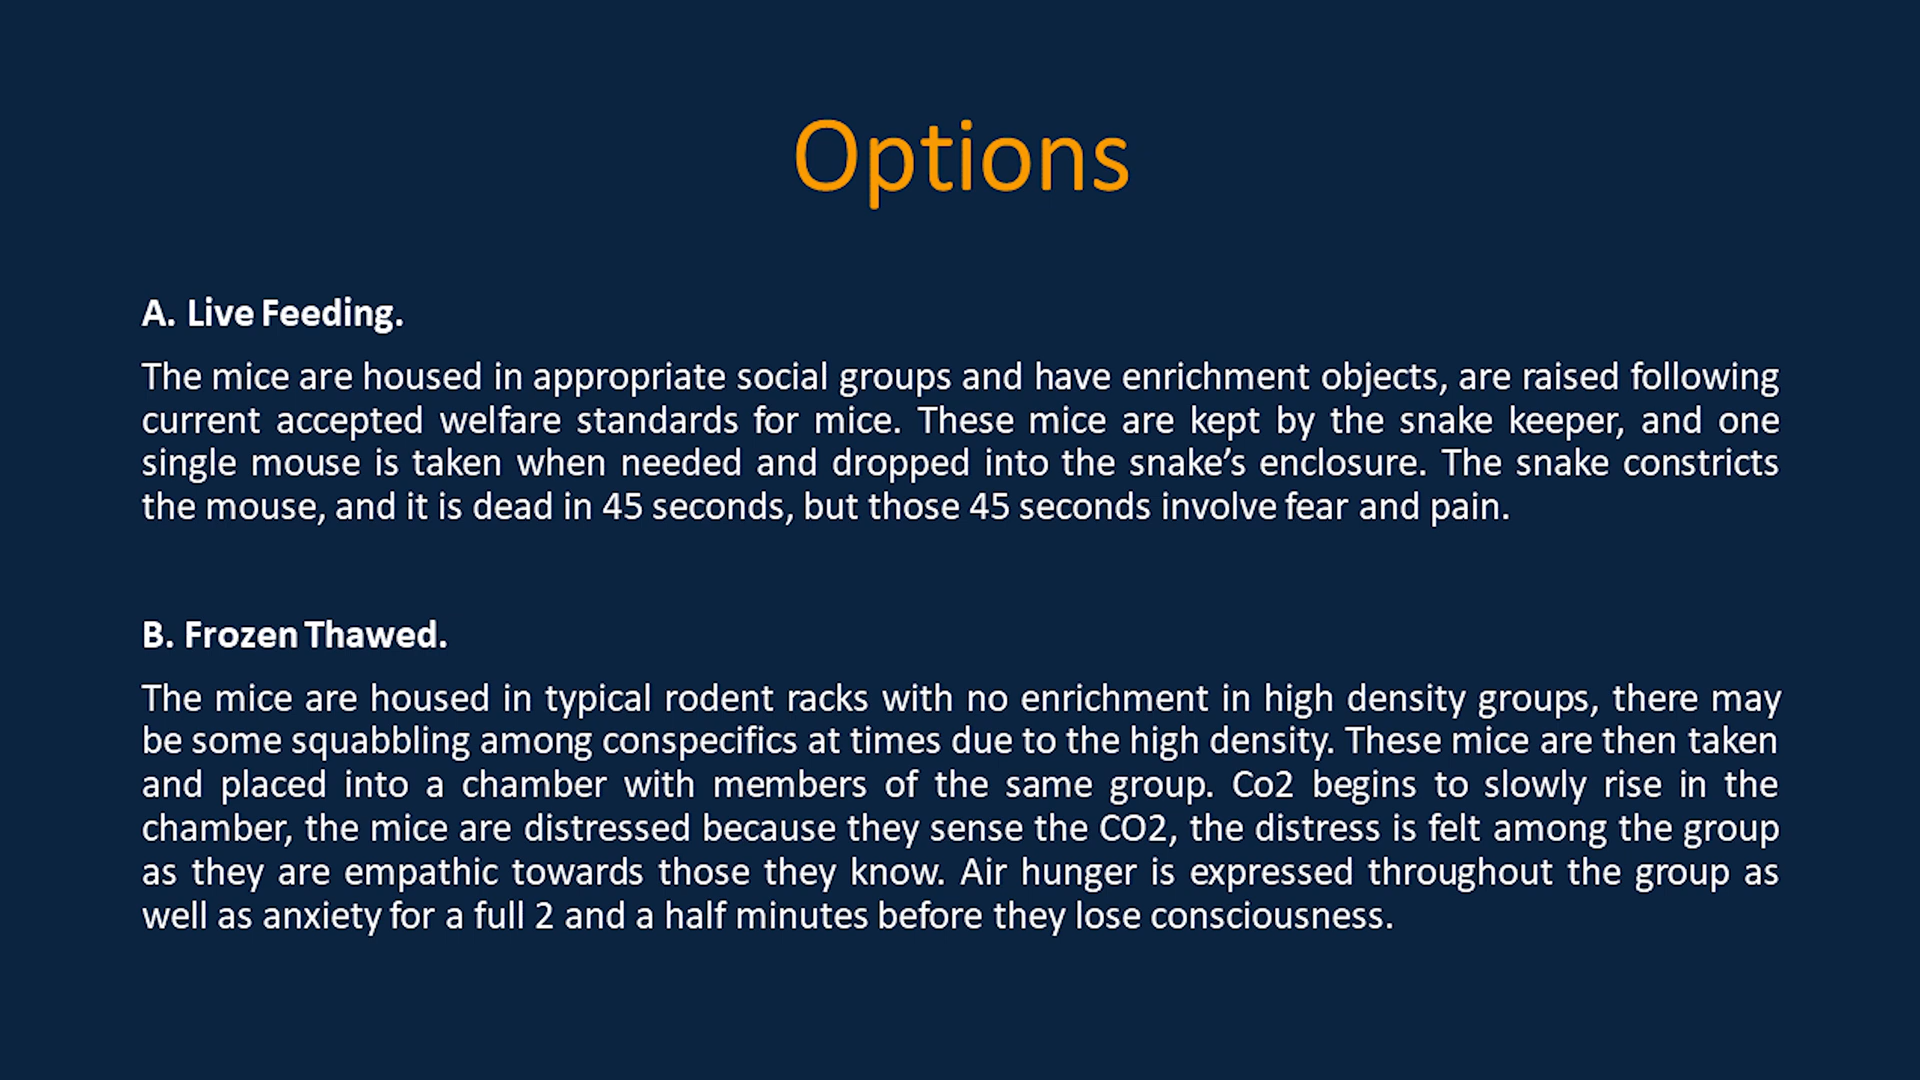 Options
A. Live Feeding.
The mice are housed in appropriate social groups and have enrichment objects, are raised following
current accepted welfare standards for mice. These mice are kept by the snake keeper, and one
single mouse is taken when needed and dropped into the snake’s enclosure. The snake constricts
the mouse, and it is dead in 45 seconds, but those 45 seconds involve fear and pain.
B. Frozen Thawed.
The mice are housed in typical rodent racks with no enrichment in high density groups, there may
be some squabbling among conspecifics at times due to the high density. These mice are then taken
and placed into a chamber with members of the same group. Co2 begins to slowly rise in the
chamber, the mice are distressed because they sense the CO2, the distress is felt among the group
as they are empathic towards those they know. Air hunger is expressed throughout the group as
well as anxiety for a full 2 and a half minutes before they lose consciousness.